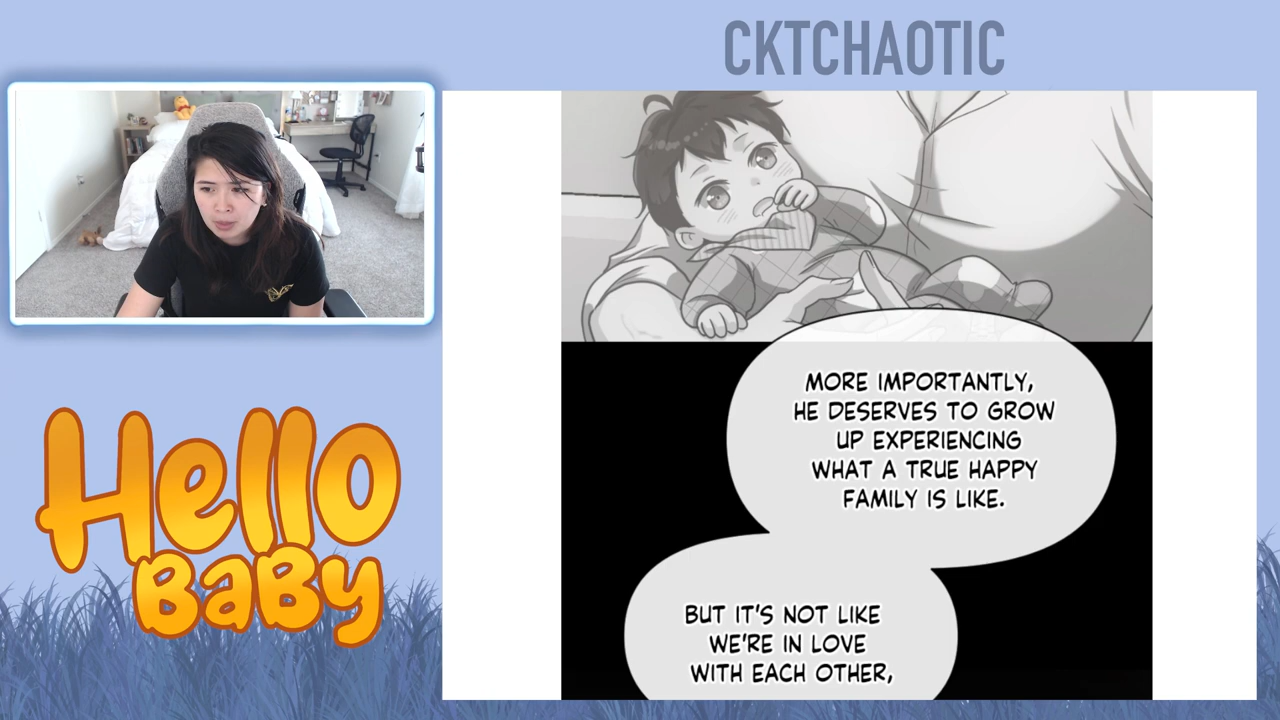 CKTCHAOTIC
Hello
BaBy
MORE IMPORTANTLY,
HE DESERVES TO GROW
UP EXPERIENCING
WHAT A TRUE HAPPY
FAMILY IS LIKE.
BUT IT'S NOT LIKE
WE'RE IN LOVE
WITH EACH OTHER,